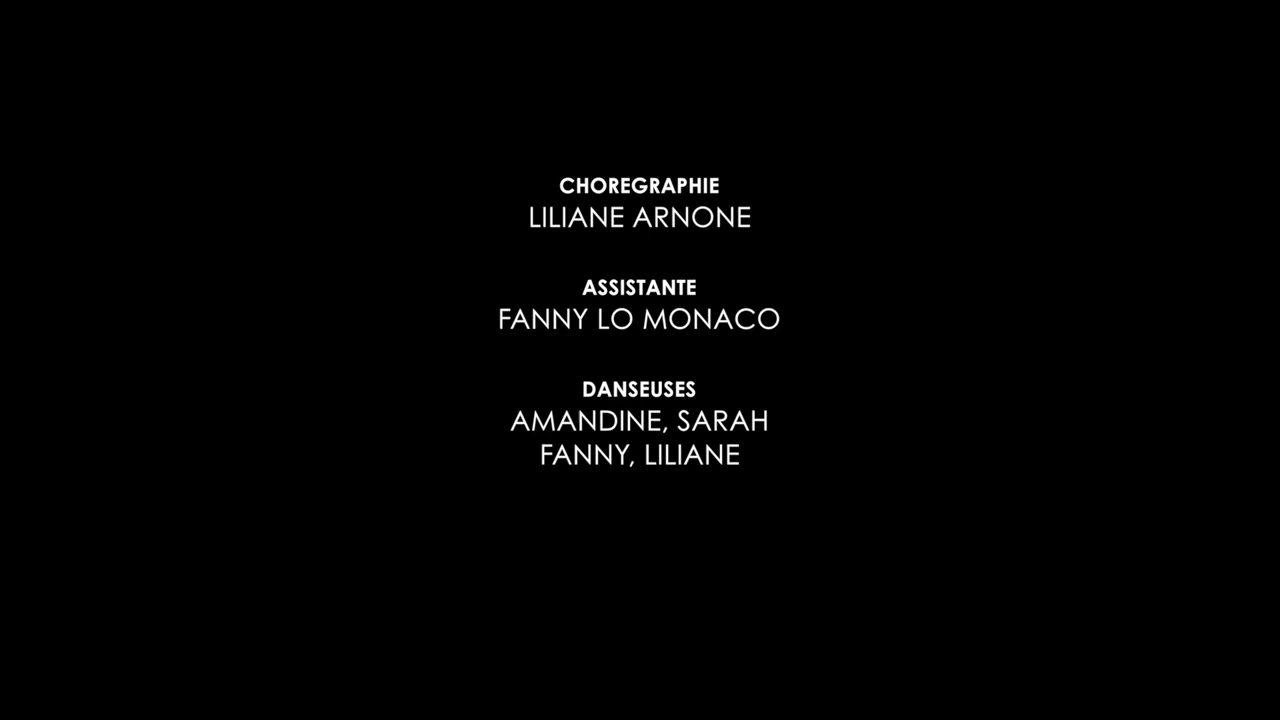 CHOREGRAPHIE
LILIANE ARNONE
ASSISTANTE
FANNY LO MONACO
DANSEUSES
AMANDINE, SARAH
FANNY, LILIANE